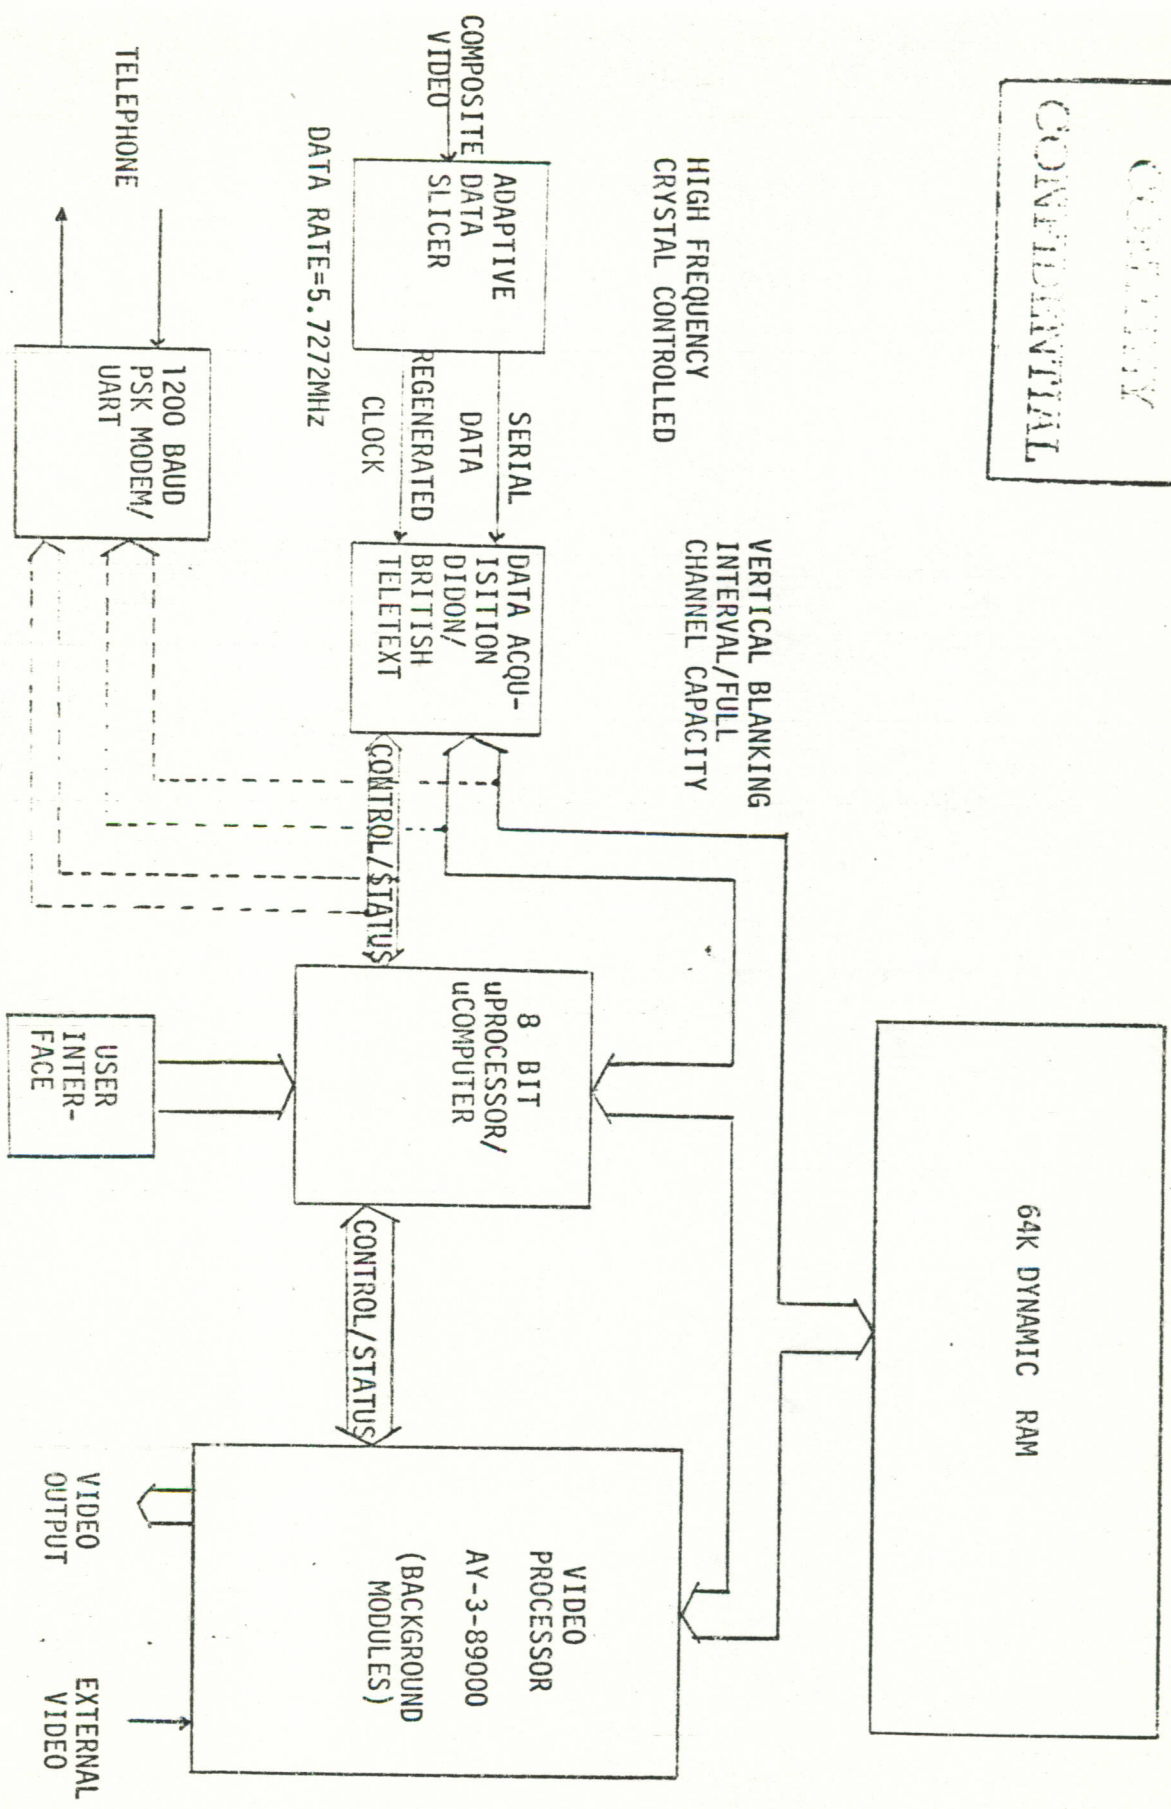 COMPANY
CONFIDENTIAL
64K DYNAMIC RAM
HIGH FREQUENCY
CRYSTAL CONTROLLED
VERTICAL BLANKING
INTERVAL/FULL
CHANNEL CAPACITY
COMPOSITE
VIDEO
ADAPTIVE
DATA
SLICER
SERIAL
DATA
REGENERATED
CLOCK
DATA RATE=5.7272MHz
DATA ACQU-
ISITION
DIDON/
BRITISH
TELETEXT
CONTROL/STATUS
8 BIT
uPROCESSOR/
uCOMPUTER
CONTROL/STATUS
VIDEO
PROCESSOR
AY-3-89000
(BACKGROUND
MODULES)
TELEPHONE
1200 BAUD
PSK MODEM/
UART
USER
INTER-
FACE
VIDEO
OUTPUT
EXTERNAL
VIDEO